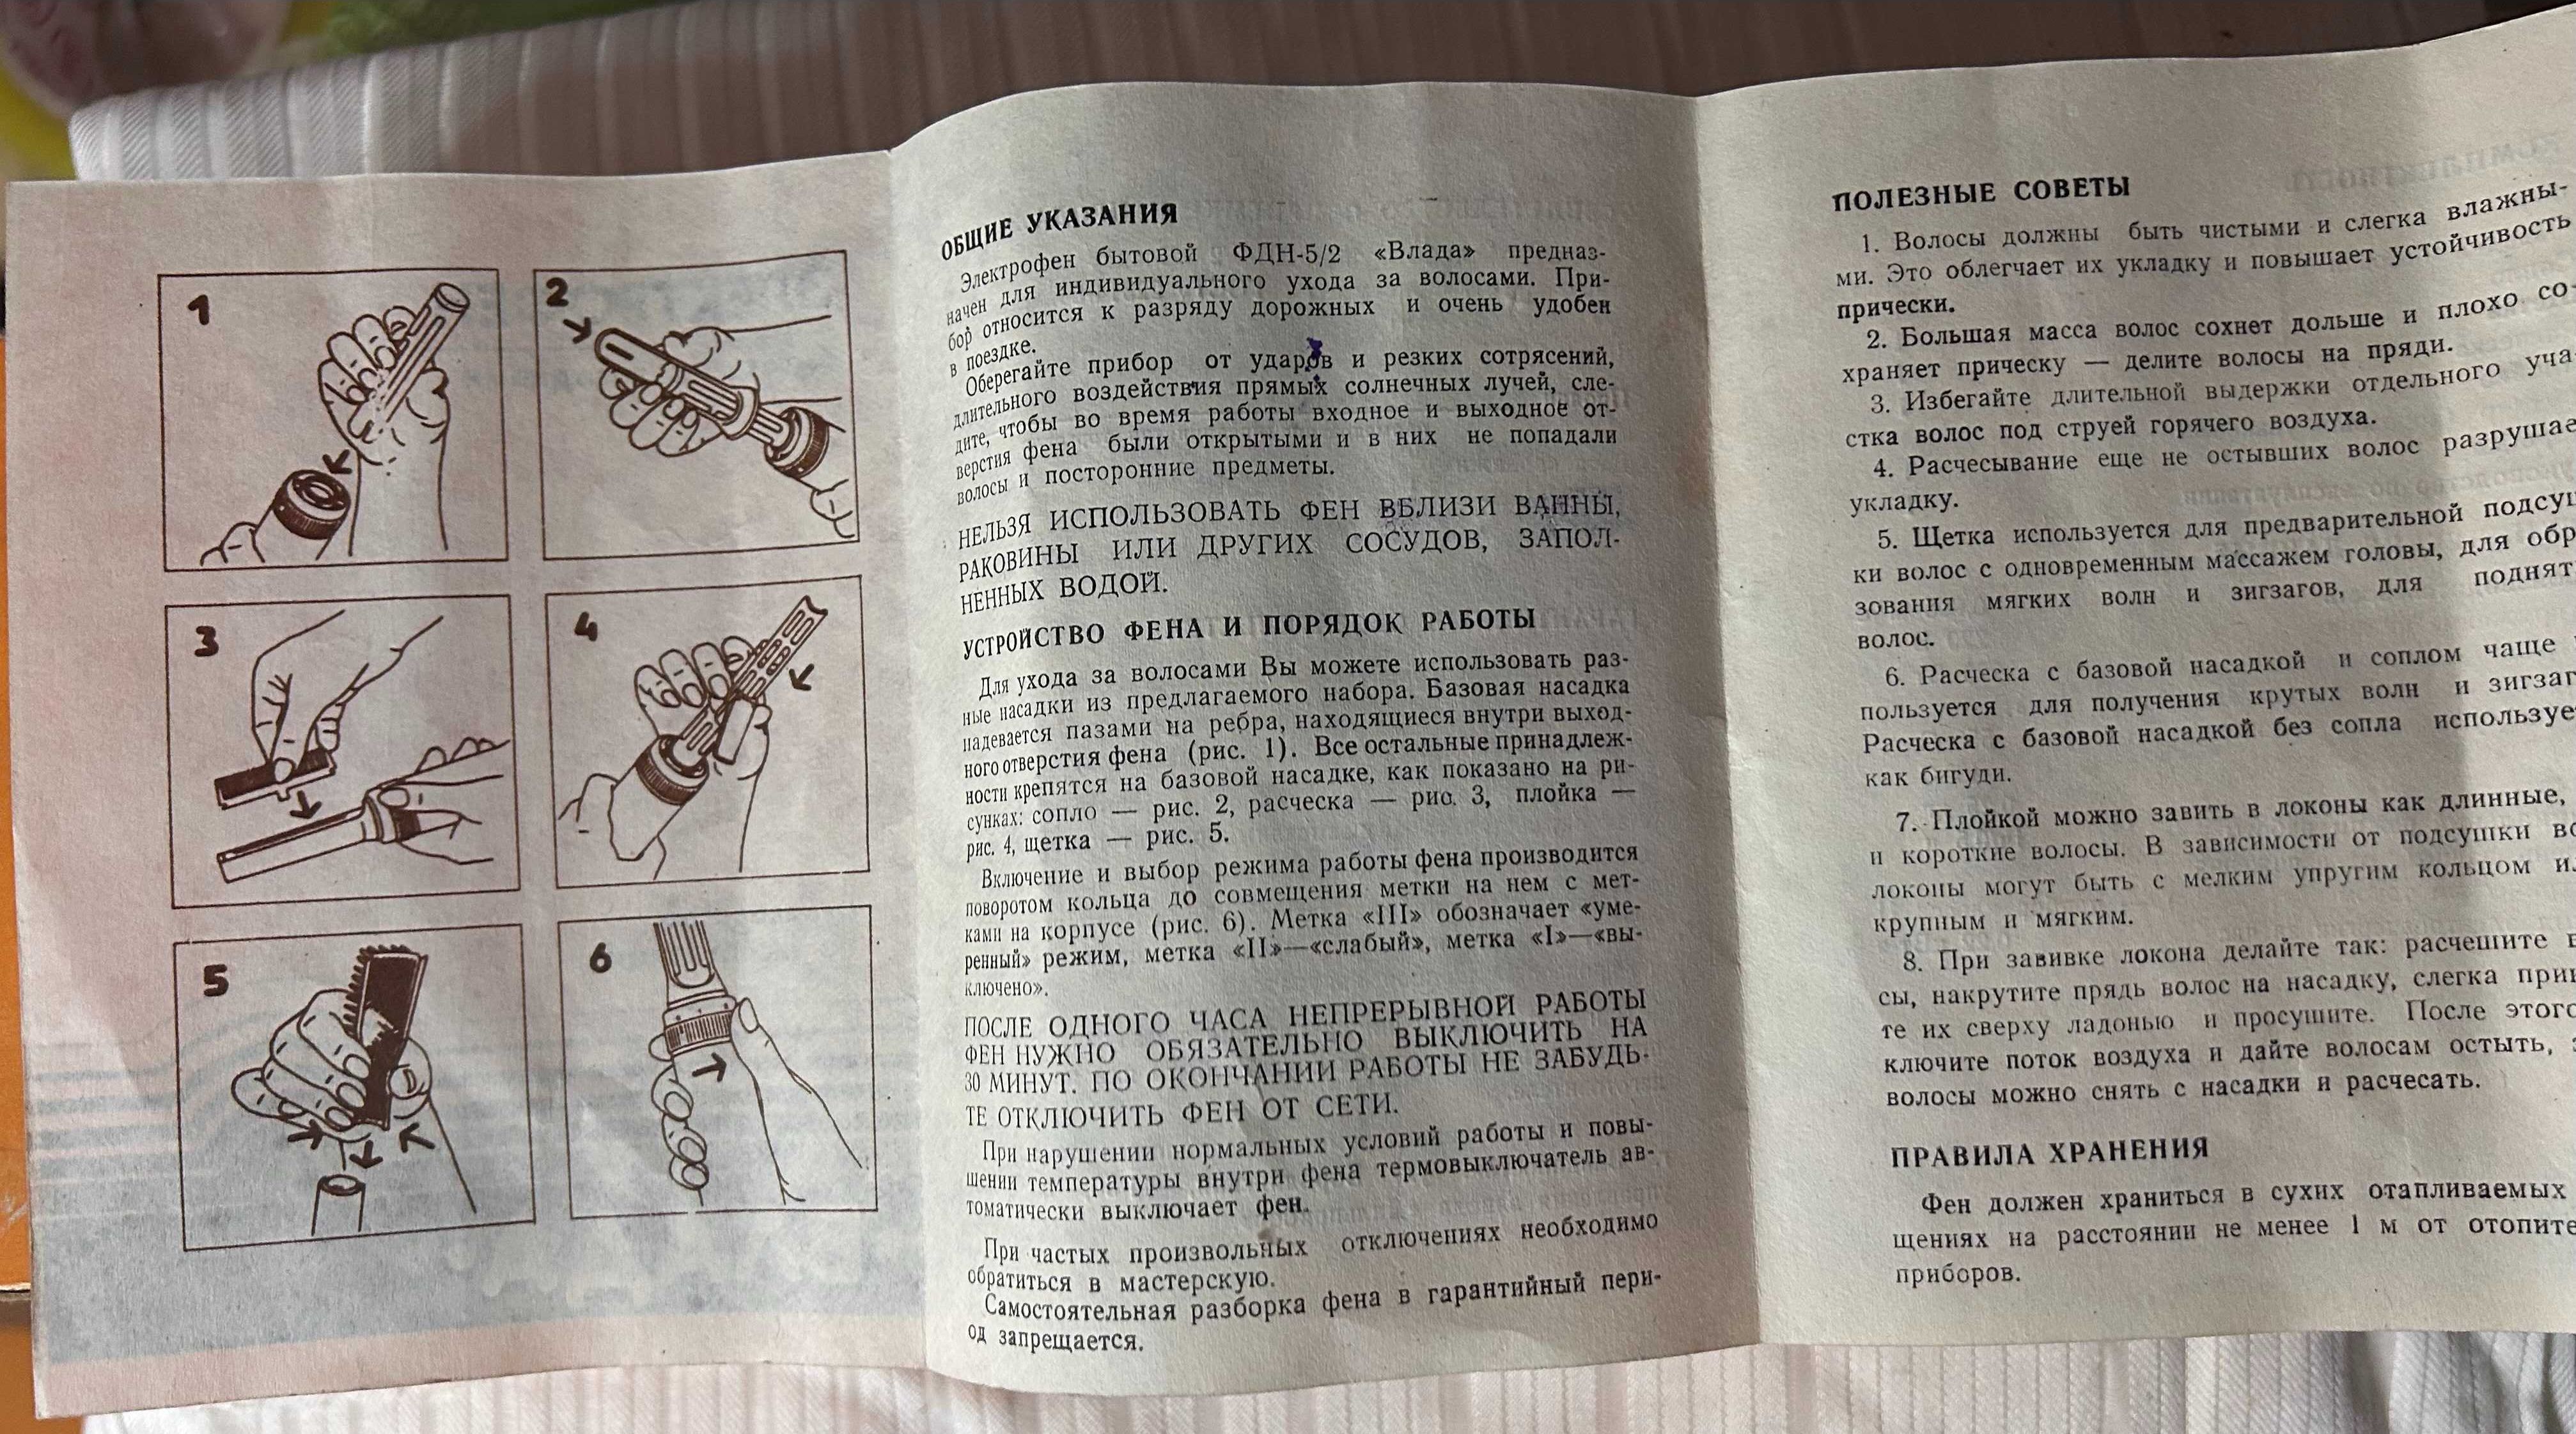 1
2
3
4
5
6
ОБЩИЕ УКАЗАНИЯ
Электрофен бытовой ФДН-5/2 «Влада» предназ-
начен для индивидуального ухода за волосами. При-
бор относится к разряду дорожных и очень удобен
в поездке.
Оберегайте прибор от ударов и резких сотрясений,
длительного воздействия прямых солнечных лучей, сле-
дите, чтобы во время работы входное и выходное от-
верстия фена были открытыми и в них не попадали
волосы и посторонние предметы.
НЕЛЬЗЯ ИСПОЛЬЗОВАТЬ ФЕН ВБЛИЗИ ВАННЫ,
РАКОВИНЫ ИЛИ ДРУГИХ СОСУДОВ, ЗАПОЛ-
НЕННЫХ ВОДОЙ.
УСТРОЙСТВО ФЕНА И ПОРЯДОК РАБОТЫ
Для ухода за волосами Вы можете использовать раз-
ные насадки из предлагаемого набора. Базовая насадка
надевается пазами на ребра, находящиеся внутри выход-
ного отверстия фена (рис. 1). Все остальные принадлеж-
ности крепятся на базовой насадке, как показано на ри-
сунках: сопло — рис. 2, расческа — рис. 3, плойка —
рис. 4, щетка — рис. 5.
Включение и выбор режима работы фена производится
поворотом кольца до совмещения метки на нем с мет-
ками на корпусе (рис. 6). Метка «III» обозначает «уме-
ренный» режим, метка «II»—«слабый», метка «I»—«вы-
ключено».
ПОСЛЕ ОДНОГО ЧАСА НЕПРЕРЫВНОЙ РАБОТЫ
ФЕН НУЖНО ОБЯЗАТЕЛЬНО ВЫКЛЮЧИТЬ НА
30 МИНУТ. ПО ОКОНЧАНИИ РАБОТЫ НЕ ЗАБУДЬ-
ТЕ ОТКЛЮЧИТЬ ФЕН ОТ СЕТИ.
При нарушении нормальных условий работы и повы-
шении температуры внутри фена термовыключатель ав-
томатически выключает фен.
При частых произвольных отключениях необходимо
обратиться в мастерскую.
Самостоятельная разборка фена в гарантийный пери-
од запрещается.
ПОЛЕЗНЫЕ СОВЕТЫ
1. Волосы должны быть чистыми и слегка влажны-
ми. Это облегчает их укладку и повышает устойчивость
прически.
2. Большая масса волос сохнет дольше и плохо со-
храняет прическу — делите волосы на пряди.
3. Избегайте длительной выдержки отдельного уча-
стка волос под струей горячего воздуха.
4. Расчесывание еще не остывших волос разрушае
укладку.
5. Щетка используется для предварительной подсуш
ки волос с одновременным массажем головы, для обр
зования мягких волн и зигзагов, для поднят
волос.
6. Расческа с базовой насадкой и соплом чаще
пользуется для получения крутых волн и зигзаг
Расческа с базовой насадкой без сопла используе
как бигуди.
7. Плойкой можно завить в локоны как длинные,
и короткие волосы. В зависимости от подсушки во
локоны могут быть с мелким упругим кольцом и
крупным и мягким.
8. При завивке локона делайте так: расчешите в
сы, накрутите прядь волос на насадку, слегка при
те их сверху ладонью и просушите. После этого
ключите поток воздуха и дайте волосам остыть,
волосы можно снять с насадки и расчесать.
ПРАВИЛА ХРАНЕНИЯ
Фен должен храниться в сухих отапливаемых
щениях на расстоянии не менее 1 м от отопите
приборов.